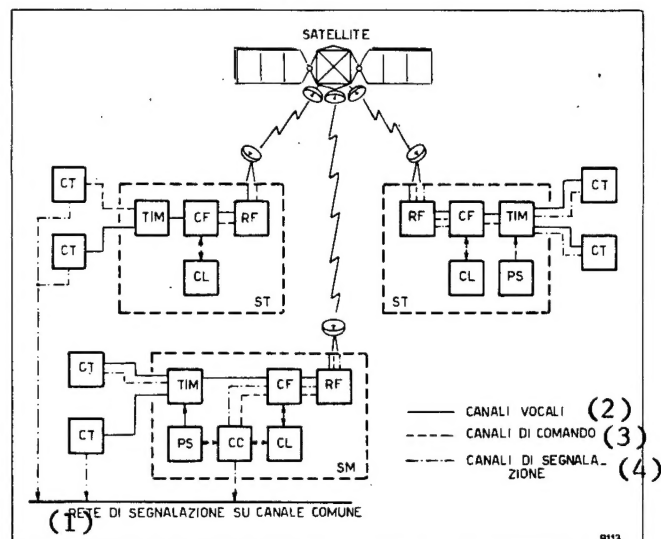 SATELLITE
CT
CT
TIM
CF
RF
CL
ST
RF
CF
TIM
CL
PS
ST
CT
CT
CT
CT
TIM
CF
RF
PS
CC
CL
SM
CANALI VOCALI (2)
CANALI DI COMANDO (3)
CANALI DI SEGNALA-
ZIONE (4)
(1) RETE DI SEGNALAZIONE SU CANALE COMUNE
9113